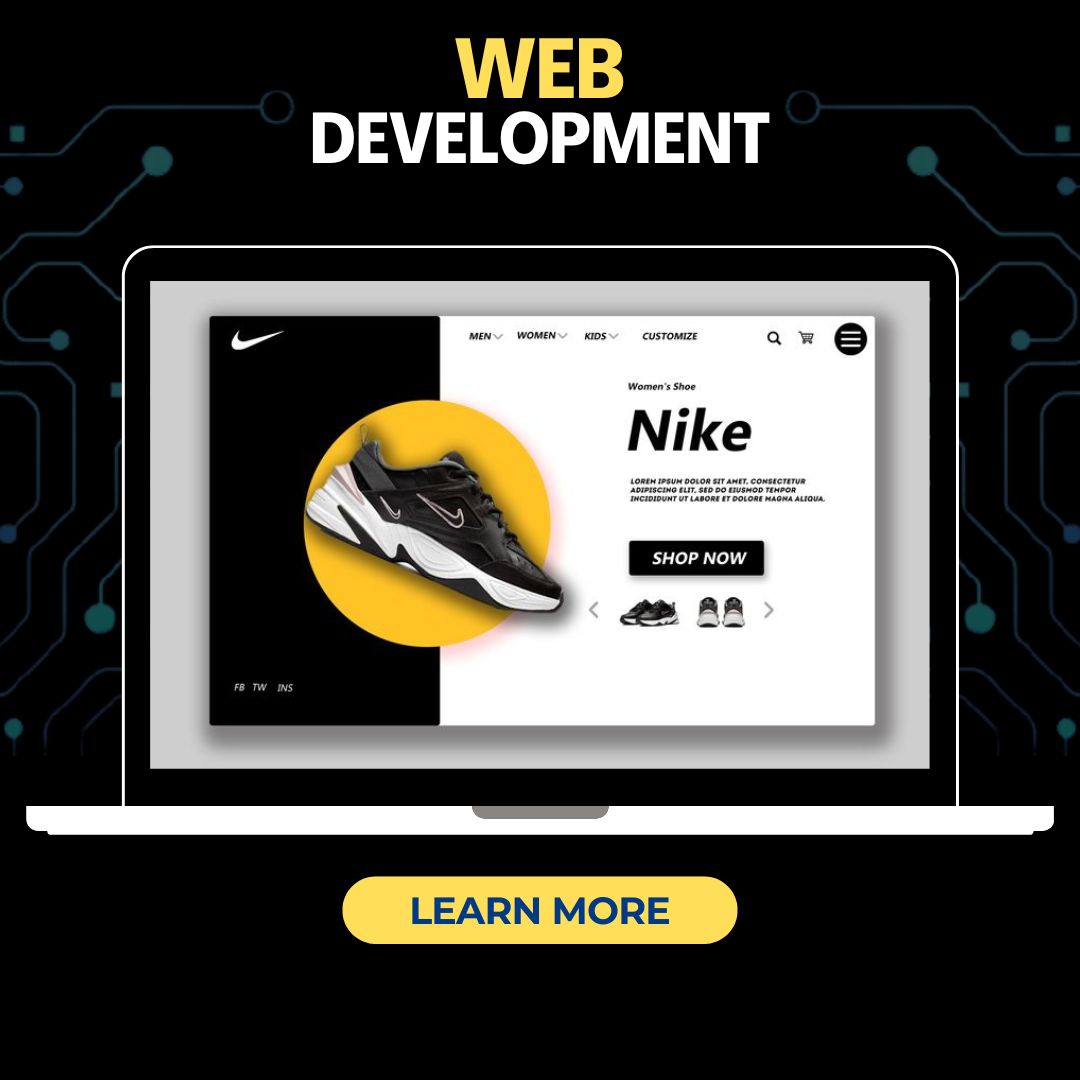 WEB
DEVELOPMENT
MEN WOMEN KIDS CUSTOMIZE
Women's Shoe
Nike
LOREM IPSUM DOLOR SIT AMET, CONSECTETUR
ADIPISCING ELIT, SED DO EIUSMOD TEMPOR
INCIDIDUNT UT LABORE ET DOLORE MAGNA ALIQUA.
SHOP NOW
FB TW INS
LEARN MORE